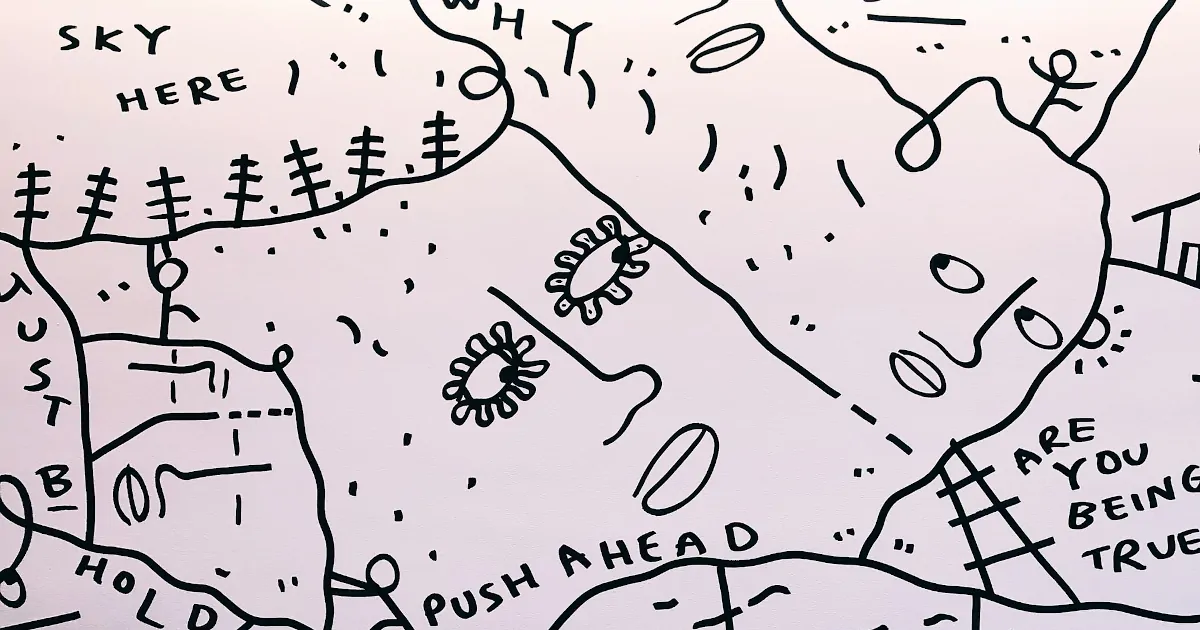 WHY
SKY
HERE
JUST
B
HOLD
PUSH AHEAD
ARE
YOU
BEING
TRUE